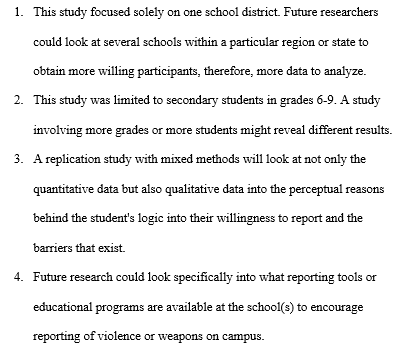 1. This study focused solely on one school district. Future researchers
could look at several schools within a particular region or state to
obtain more willing participants, therefore, more data to analyze.
2. This study was limited to secondary students in grades 6-9. A study
involving more grades or more students might reveal different results.
3. A replication study with mixed methods will look at not only the
quantitative data but also qualitative data into the perceptual reasons
behind the student's logic into their willingness to report and the
barriers that exist.
4. Future research could look specifically into what reporting tools or
educational programs are available at the school(s) to encourage
reporting of violence or weapons on campus.